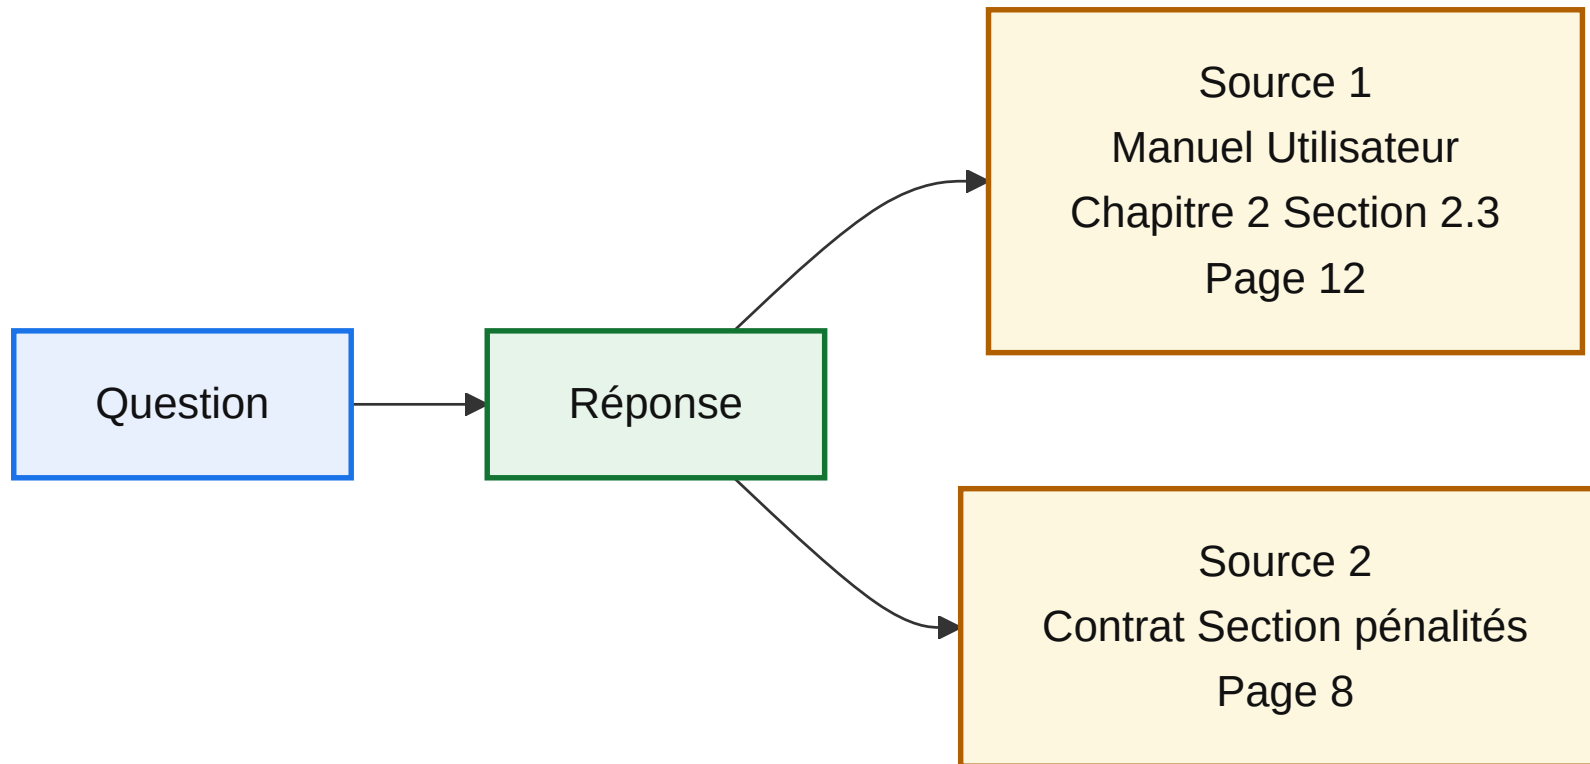 Question
Réponse
Source 1
Manuel Utilisateur
Chapitre 2 Section 2.3
Page 12
Source 2
Contrat Section pénalités
Page 8